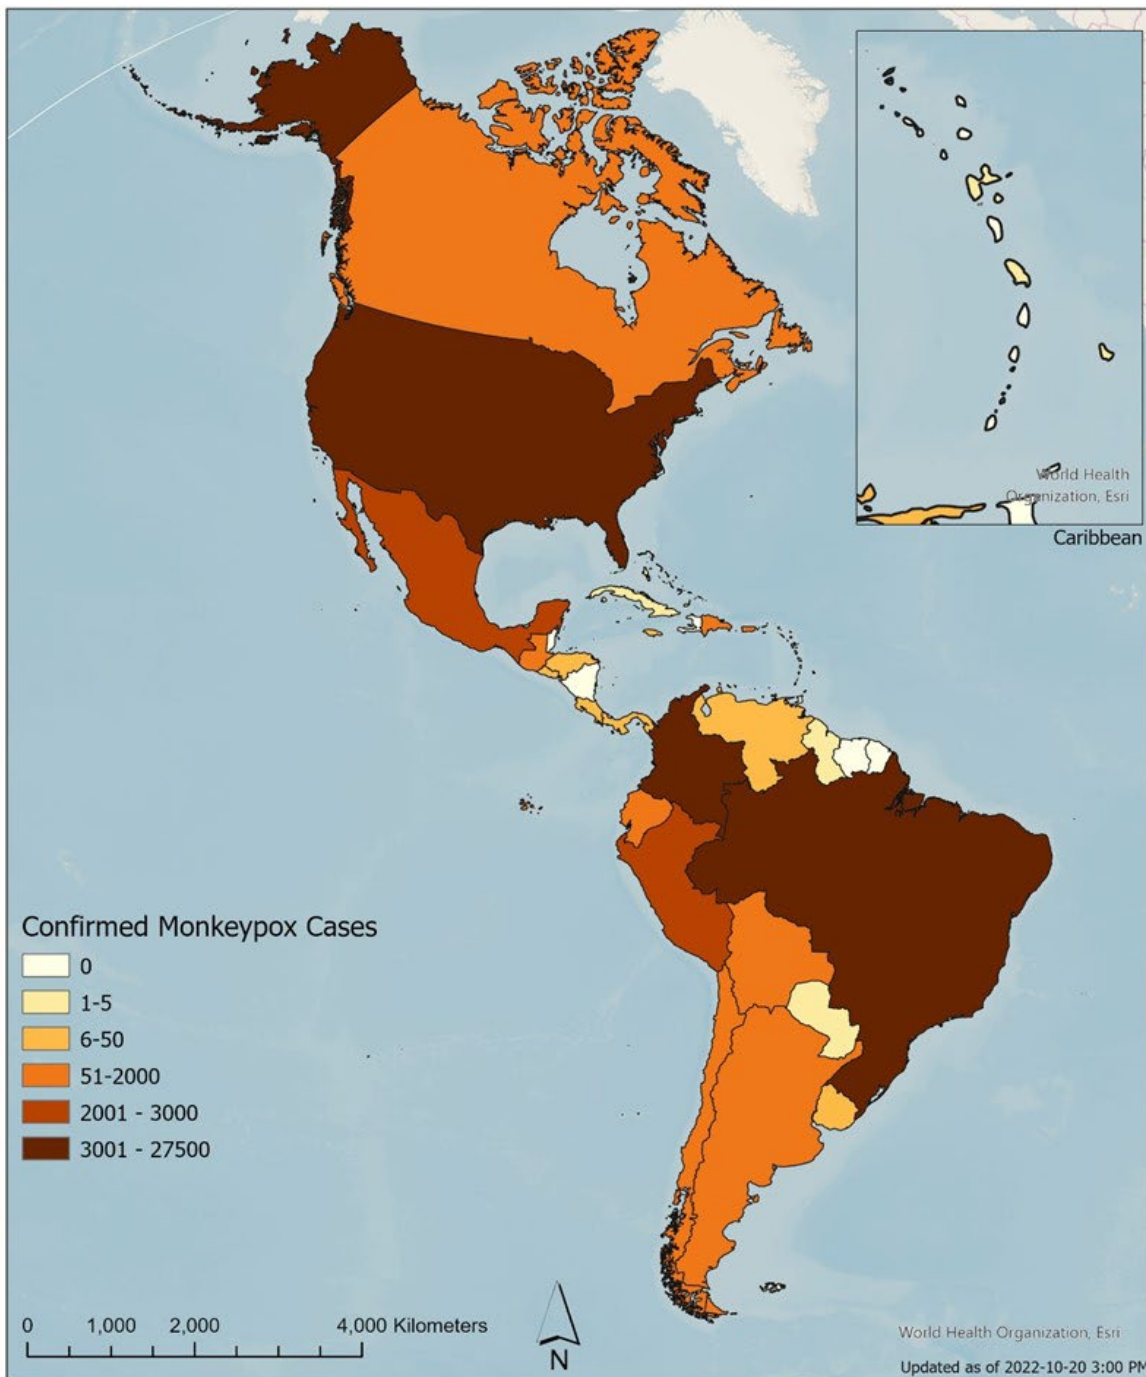 World Health
Organization, Esri
Caribbean
Confirmed Monkeypox Cases
0
1-5
6-50
51-2000
2001 - 3000
3001 - 27500
0 1,000 2,000 4,000 Kilometers
N
World Health Organization, Esri
Updated as of 2022-10-20 3:00 PM